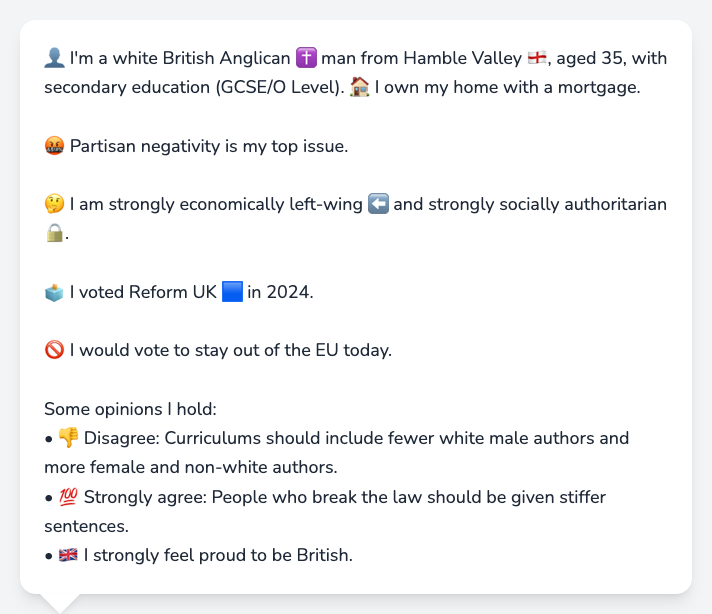 👤 I'm a white British Anglican ✝️ man from Hamble Valley 🏴󠁧󠁢󠁥󠁮󠁧󠁿, aged 35, with
secondary education (GCSE/O Level). 🏠 I own my home with a mortgage.
🤬 Partisan negativity is my top issue.
🤔 I am strongly economically left-wing ⬅️ and strongly socially authoritarian
🔒.
🗳️ I voted Reform UK 🟦 in 2024.
🚫 I would vote to stay out of the EU today.
Some opinions I hold:
• 👎 Disagree: Curriculums should include fewer white male authors and
more female and non-white authors.
• 💯 Strongly agree: People who break the law should be given stiffer
sentences.
• 🇬🇧 I strongly feel proud to be British.